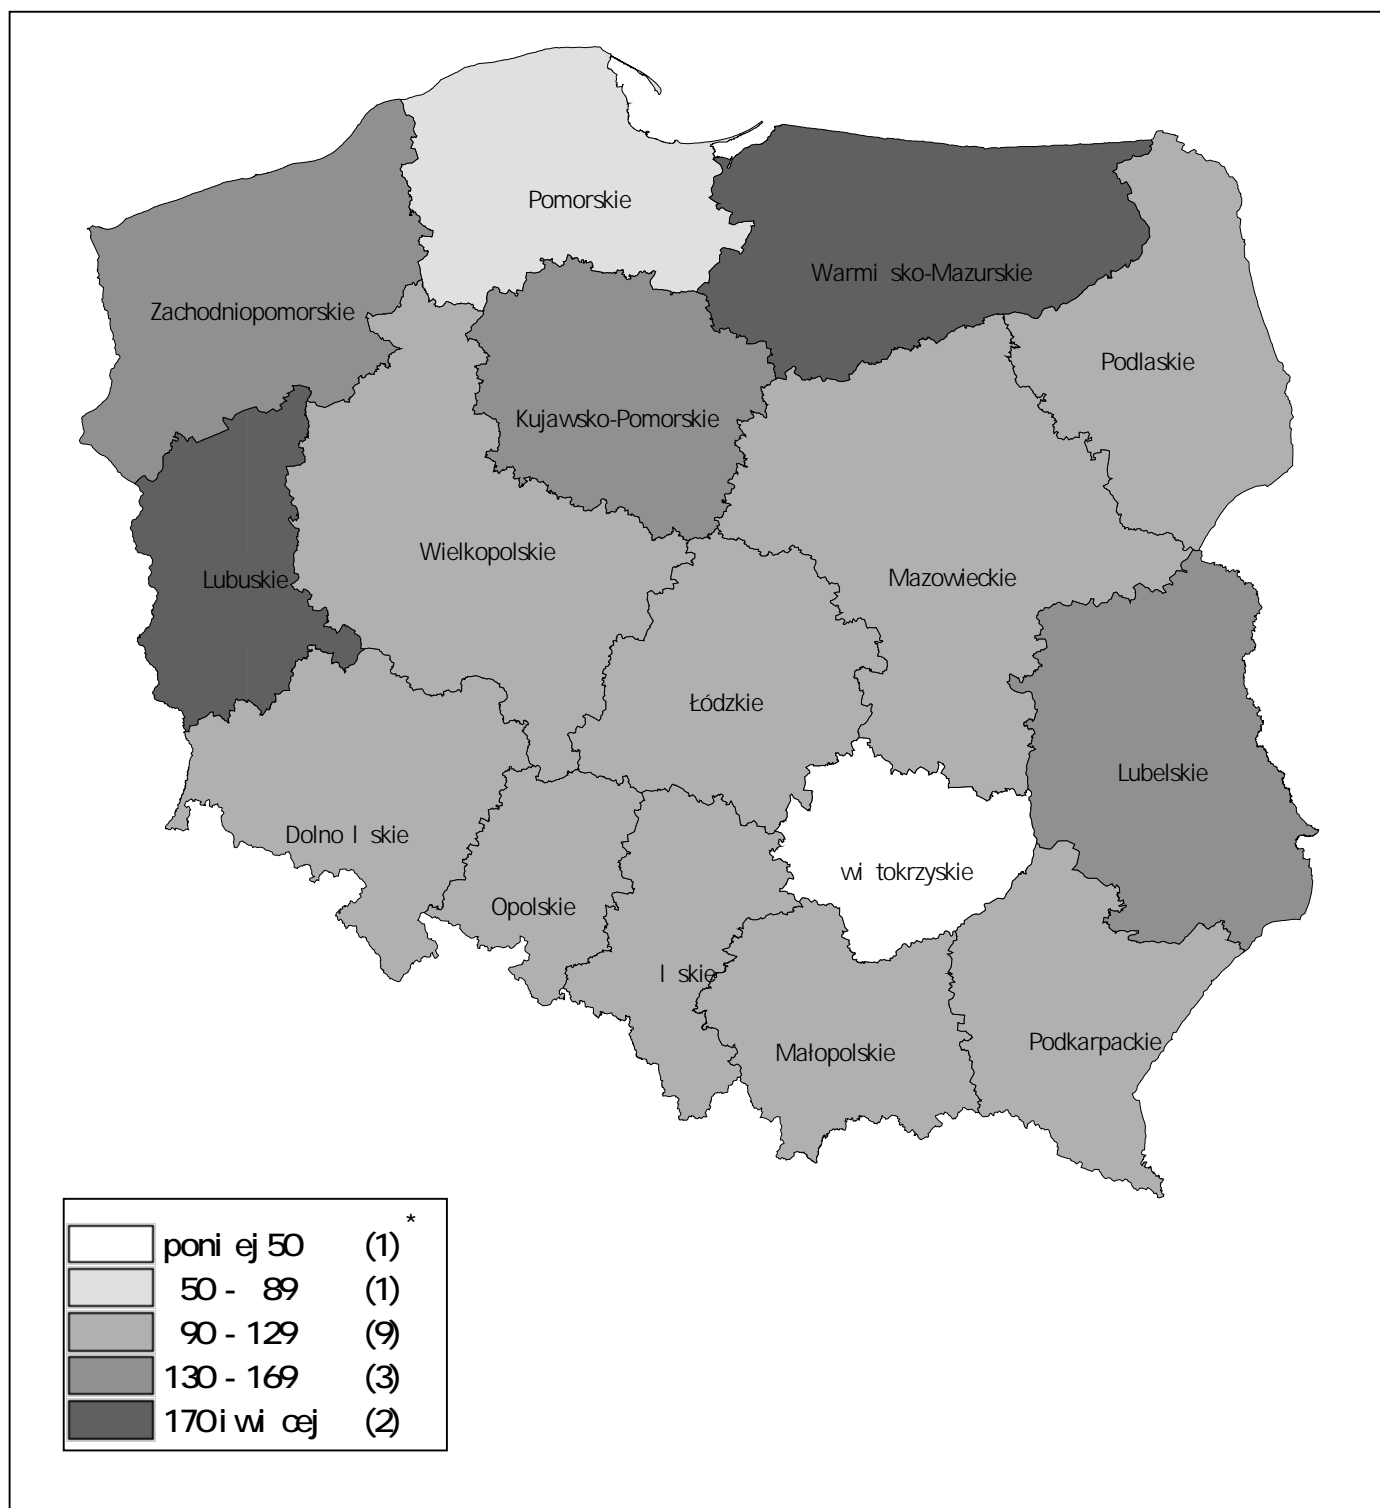 Pomorskie
Warmi sko-Mazurskie
Zachodniopomorskie
Podlaskie
Kujawsko-Pomorskie
Wielkopolskie
Mazowieckie
Lubuskie
Łódzkie
Lubelskie
Dolno l skie
wi tokrzyskie
Opolskie
l skie
Podkarpackie
Małopolskie
*
poni ej 50 (1)
50 - 89 (1)
90 - 129 (9)
130 - 169 (3)
170 i wi cej (2)